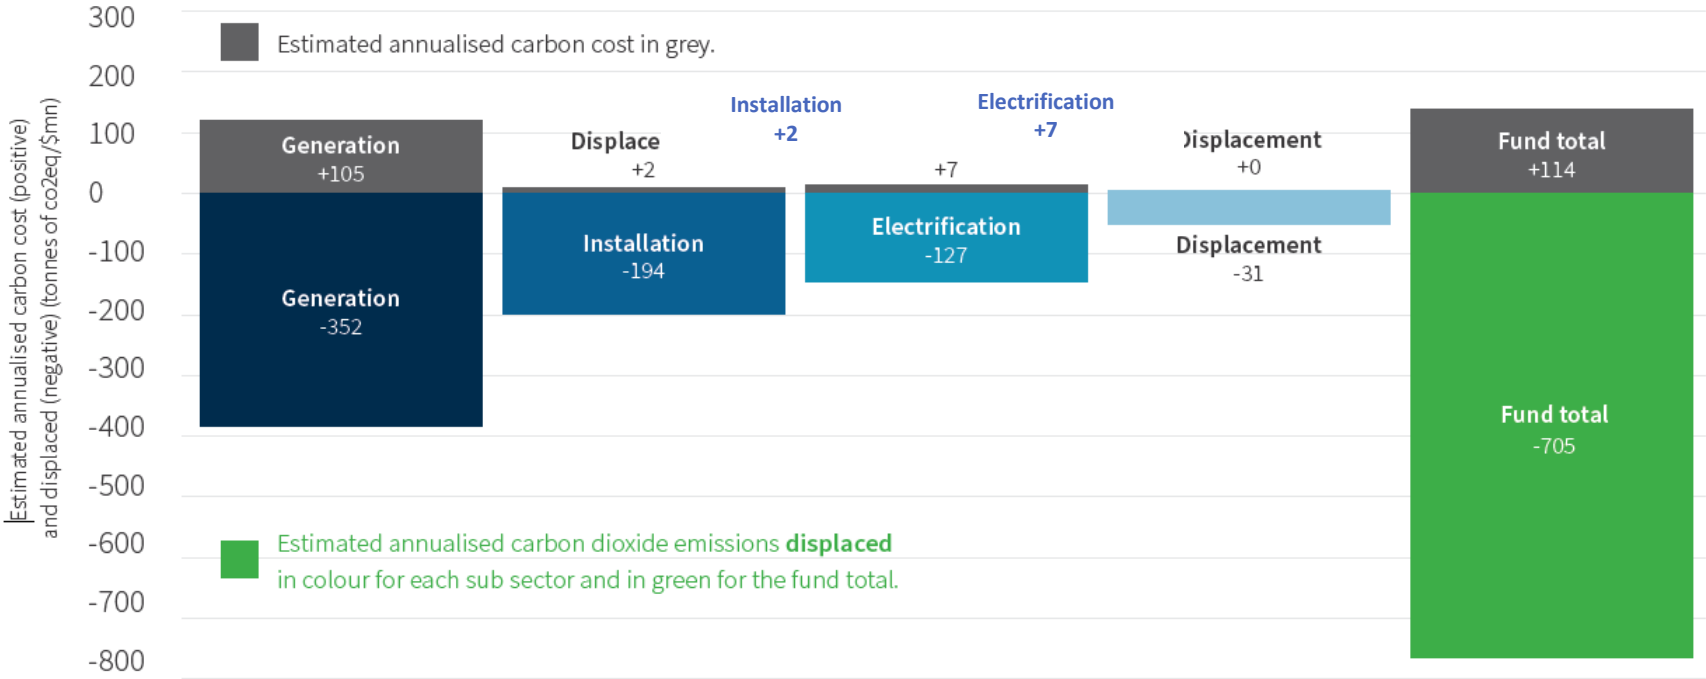 300
200
100
0
-100
-200
-300
-400
-500
-600
-700
-800
Estimated annualised carbon cost (positive)
and displaced (negative) (tonnes of co2eq/$mn)
Estimated annualised carbon cost in grey.
Generation
+105
Generation
-352
Displace
+2
Installation
+2
Installation
-194
Electrification
+7
+7
Electrification
-127
Displacement
+0
Displacement
-31
Fund total
+114
Fund total
-705
Estimated annualised carbon dioxide emissions displaced
in colour for each sub sector and in green for the fund total.